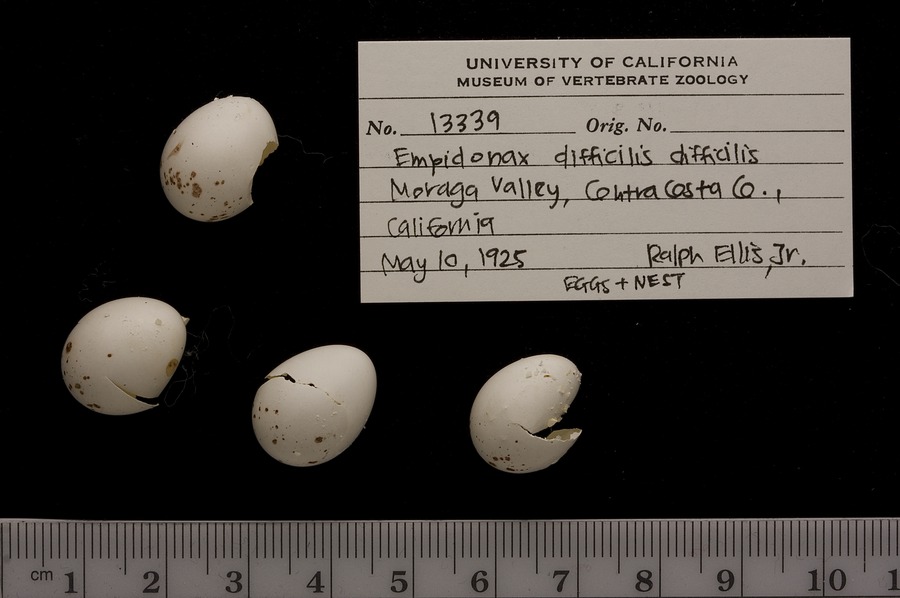 UNIVERSITY OF CALIFORNIA
MUSEUM OF VERTEBRATE ZOOLOGY
No. 13339 Orig. No.
Empidonax difficilis difficilis
Moraga Valley, Contra Costa Co.,
California
May 10, 1925 Ralph Ellis, Jr.
EGGS + NEST
cm 1 2 3 4 5 6 7 8 9 10 1